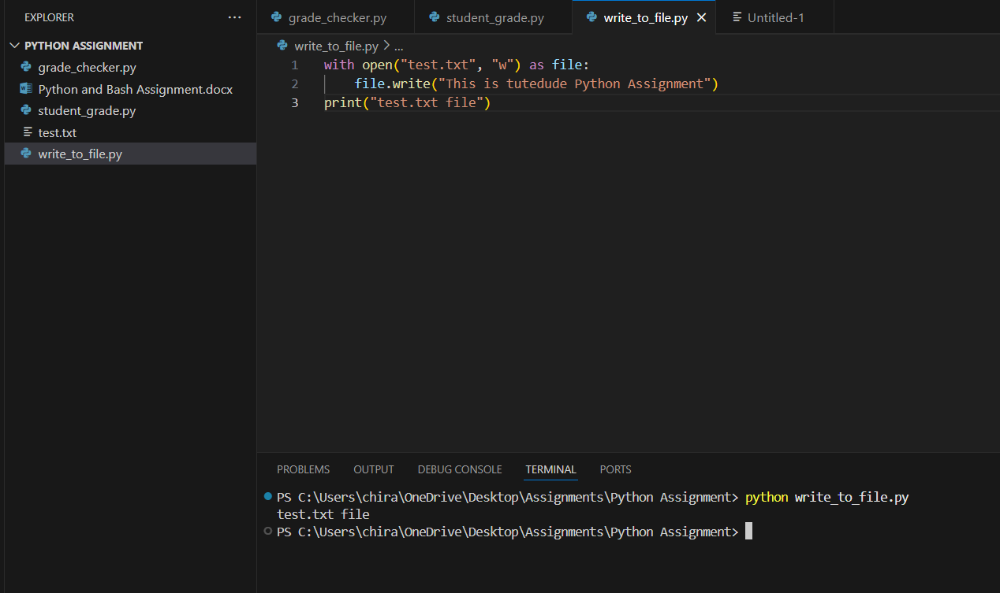 EXPLORER ...
PYTHON ASSIGNMENT
grade_checker.py
Python and Bash Assignment.docx
student_grade.py
test.txt
write_to_file.py
grade_checker.py student_grade.py write_to_file.py Untitled-1
write_to_file.py > ...
1 with open("test.txt", "w") as file:
2     file.write("This is tutedude Python Assignment")
3 print("test.txt file")
PROBLEMS OUTPUT DEBUG CONSOLE TERMINAL PORTS
PS C:\Users\chira\OneDrive\Desktop\Assignments\Python Assignment> python write_to_file.py
test.txt file
PS C:\Users\chira\OneDrive\Desktop\Assignments\Python Assignment>